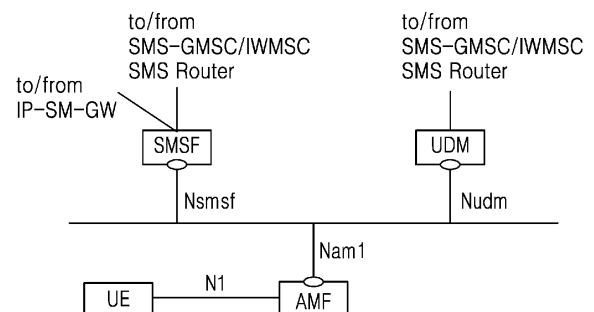 to/from
SMS-GMSC/IWMSC
SMS Router
to/from
SMS-GMSC/IWMSC
SMS Router
to/from
IP-SM-GW
SMSF
UDM
Nsmsf
Nudm
Nam1
N1
UE
AMF